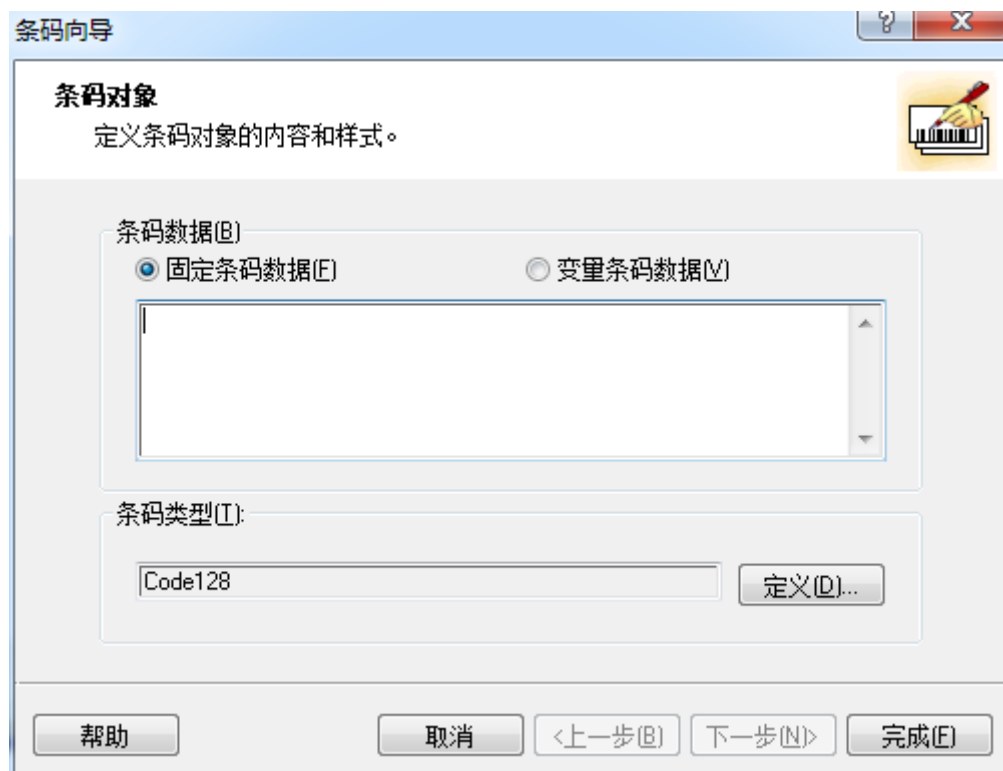 条码向导
条码对象
定义条码对象的内容和样式。
条码数据(B)
固定条码数据(F) 变量条码数据(V)
条码类型(T):
Code128 定义(D)...
帮助 取消 <上一步(B) 下一步(N)> 完成(F)